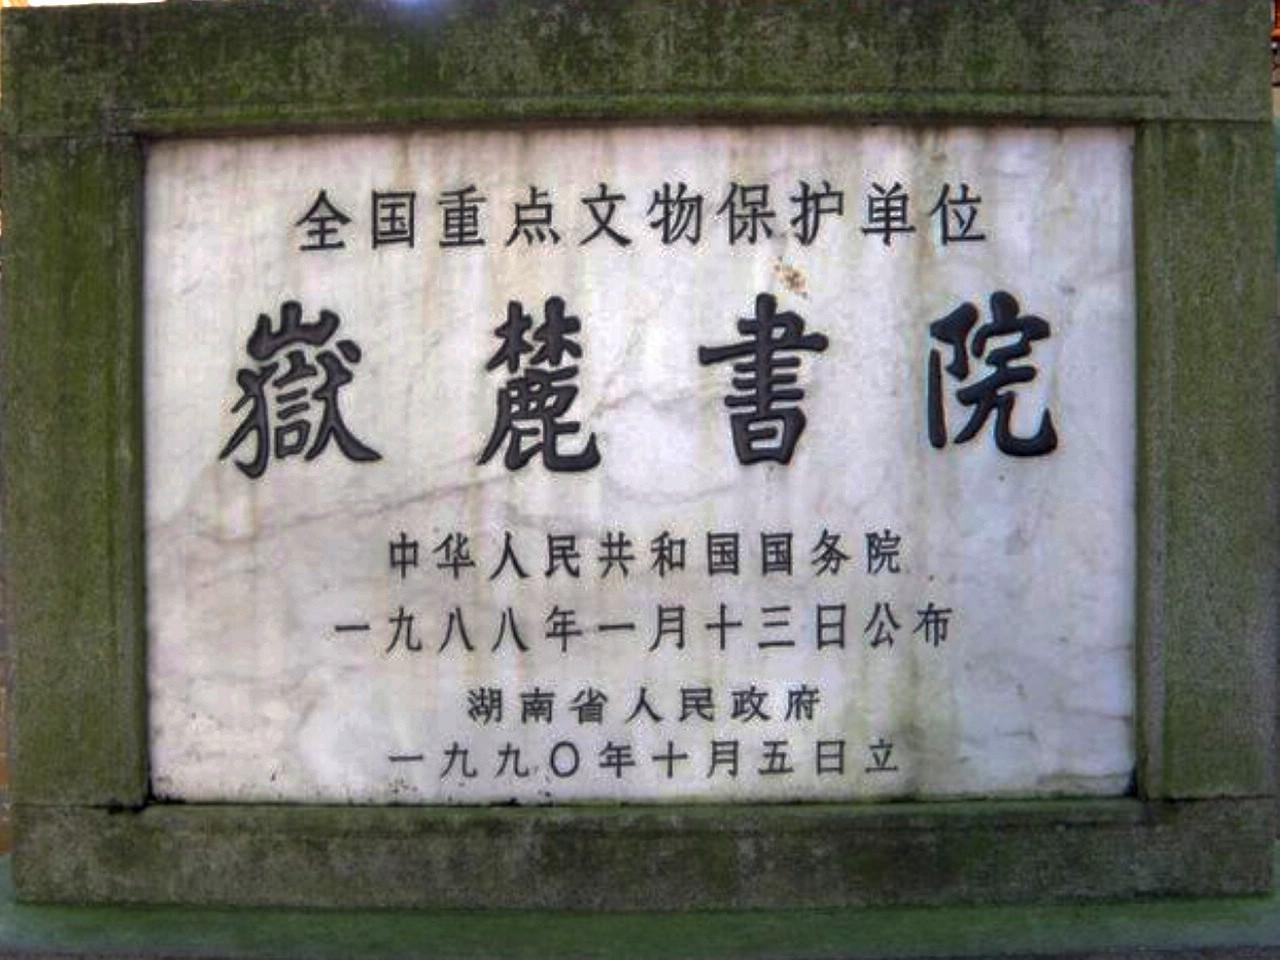 全国重点文物保护单位
嶽麓書院
中华人民共和国国务院
一九八八年一月十三日公布
湖南省人民政府
一九九〇年十月五日立